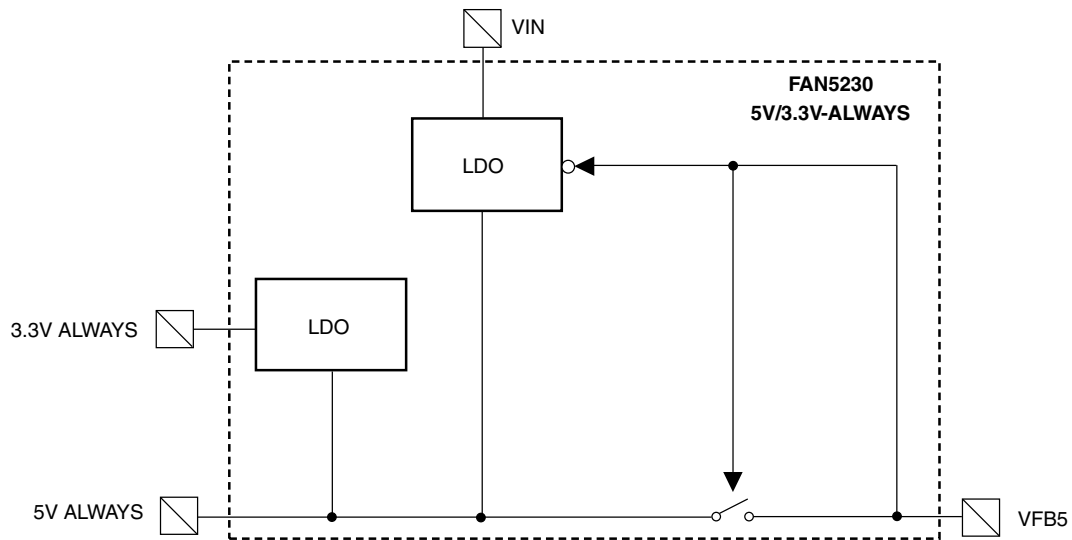 VIN
FAN5230
5V/3.3V-ALWAYS
LDO
LDO
3.3V ALWAYS
5V ALWAYS
VFB5